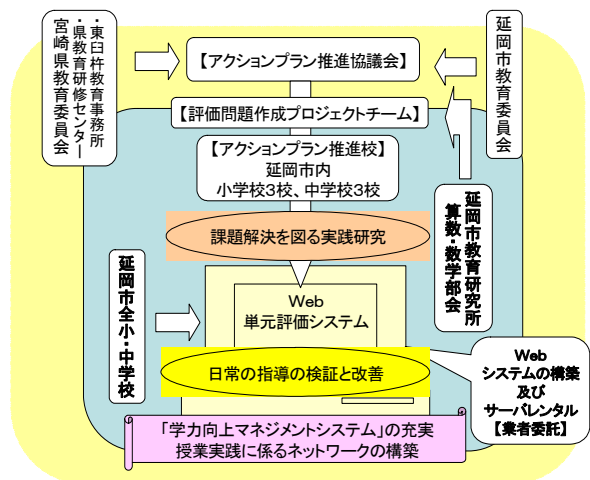 宮崎県教育委員会
・県教育研修センター
・東臼杵教育事務所
【アクションプラン推進協議会】
延岡市教育委員会
【評価問題作成プロジェクトチーム】
【アクションプラン推進校】
延岡市内
小学校3校、中学校3校
延岡市教育研究所
算数・数学部会
課題解決を図る実践研究
延岡市全小・中学校
Web
単元評価システム
日常の指導の検証と改善
Web
システムの構築
及び
サーバレンタル
【業者委託】
「学力向上マネジメントシステム」の充実
授業実践に係るネットワークの構築